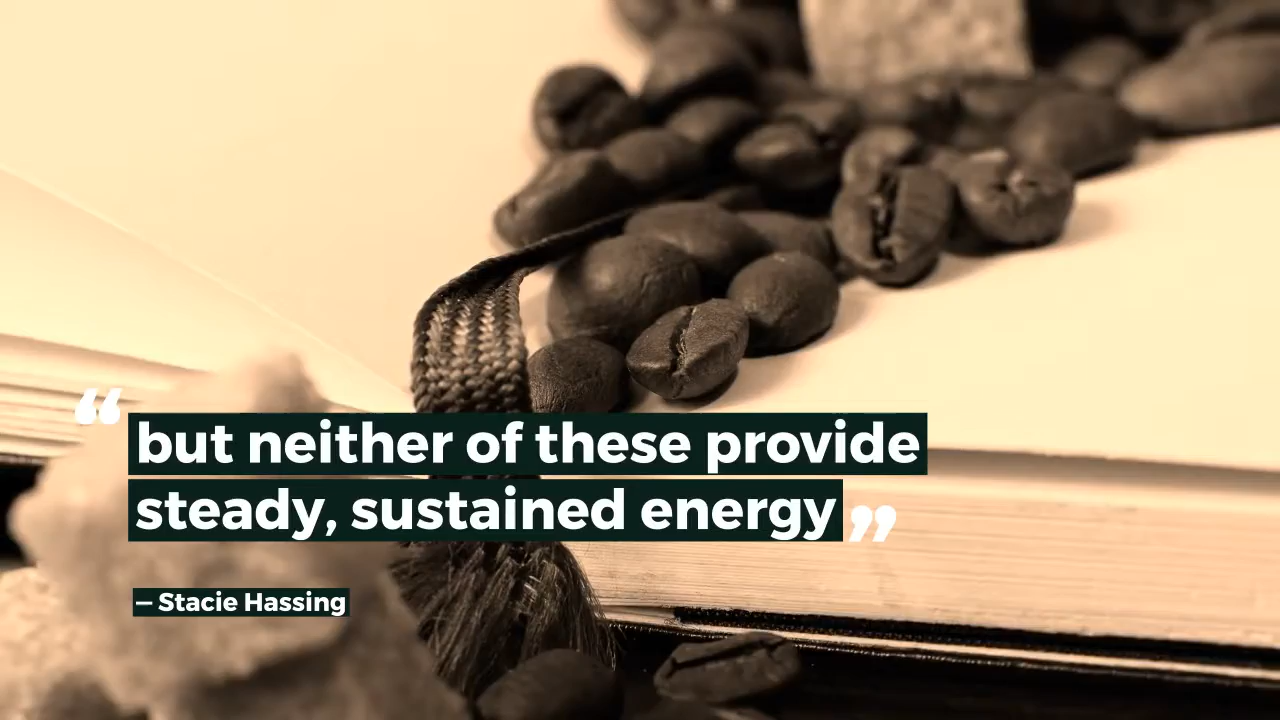 “but neither of these provide
steady, sustained energy”
– Stacie Hassing